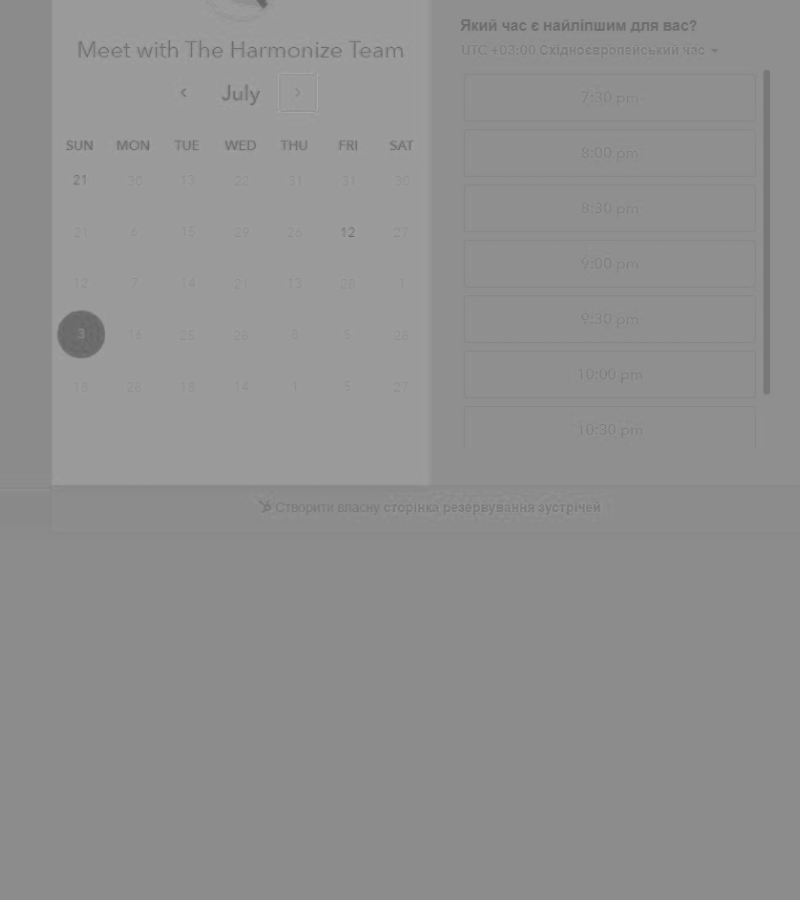 Meet with The Harmonize Team
July
SUN MON TUE WED THU FRI SAT
21 30 13 22 31 31 30
21 6 15 29 26 12 27
12 7 14 21 13 28 1
3 16 25 26 8 5 28
18 28 18 14 1 5 27
Який час є найліпшим для вас?
UTC +03:00 Східноєвропейський час
7:30 pm
8:00 pm
8:30 pm
9:00 pm
9:30 pm
10:00 pm
10:30 pm
Створити власну сторінка резервування зустрічей